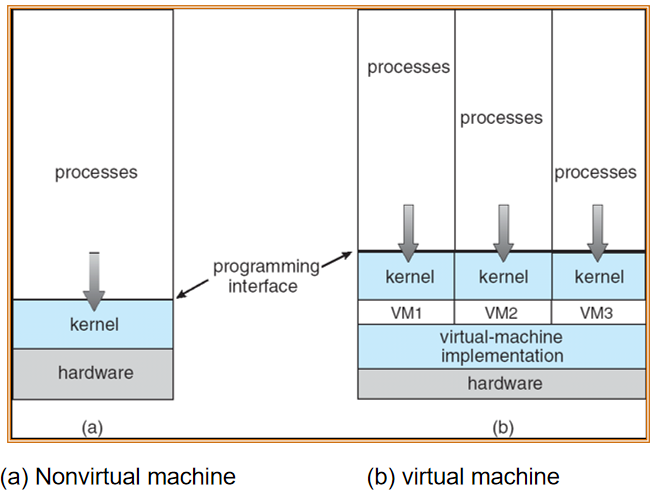 processes
kernel
hardware
(a)
programming
interface
processes
processes
processes
kernel kernel kernel
VM1 VM2 VM3
virtual-machine
implementation
hardware
(b)
(a) Nonvirtual machine (b) virtual machine